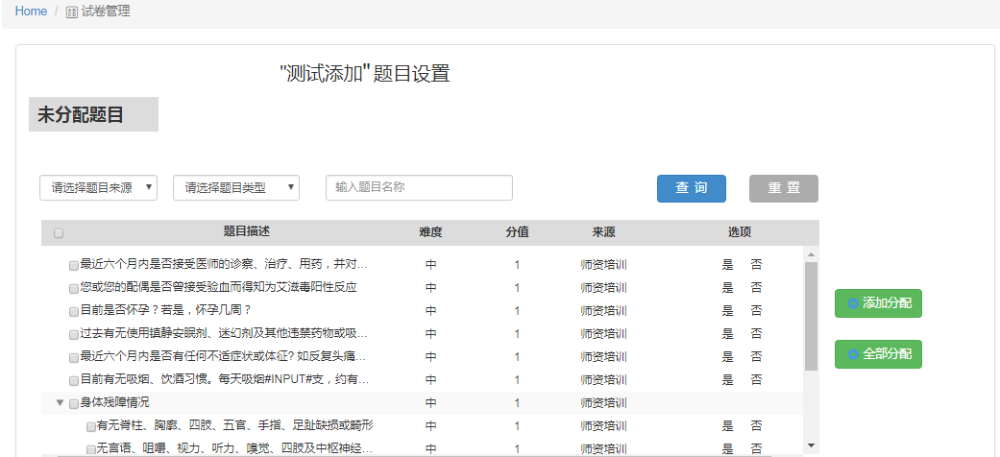 Home / 试卷管理
"测试添加" 题目设置
未分配题目
请选择题目来源 请选择题目类型 输入题目名称 查 询 重 置
题目描述 难度 分值 来源 选项
最近六个月内是否接受医师的诊察、治疗、用药，并对... 中 1 师资培训 是 否
您或您的配偶是否曾接受验血而得知为艾滋毒阳性反应 中 1 师资培训 是 否
目前是否怀孕？若是，怀孕几周？ 中 1 师资培训 是 否
过去有无使用镇静安眠剂、迷幻剂及其他违禁药物或吸... 中 1 师资培训 是 否
最近六个月内是否有任何不适症状或体征? 如反复头痛... 中 1 师资培训 是 否
目前有无吸烟、饮酒习惯。每天吸烟#INPUT#支，约有... 中 1 师资培训 是 否
身体残障情况 中 1 师资培训
有无脊柱、胸廓、四肢、五官、手指、足趾缺损或畸形 中 1 师资培训 是 否
无言语、咀嚼、视力、听力、嗅觉、四肢及中枢神经... 中 1 师资培训 是 否
添加分配
全部分配